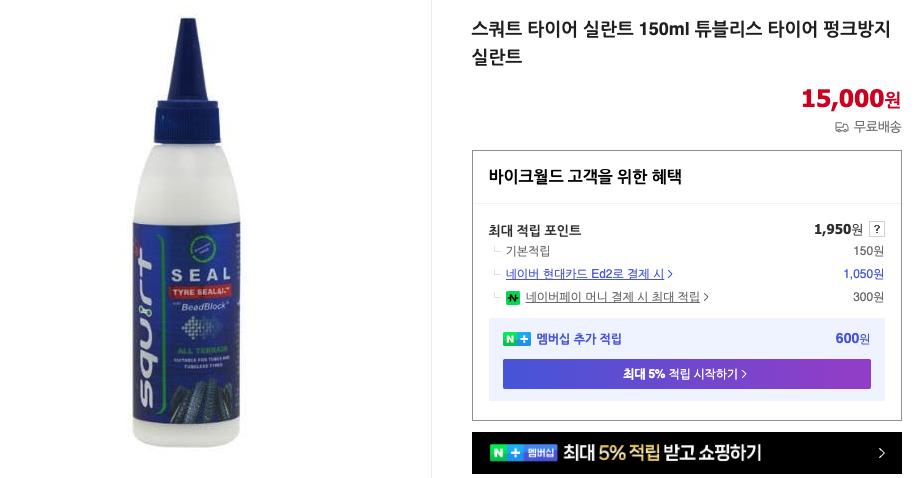 스쿼트 타이어 실란트 150ml 튜블리스 타이어 펑크방지
실란트
15,000원
무료배송
바이크월드 고객을 위한 혜택
최대 적립 포인트 1,950원 ?
기본적립 150원
네이버 현대카드 Ed2로 결제 시 > 1,050원
N 네이버페이 머니 결제 시 최대 적립 > 300원
N + 멤버십 추가 적립 600원
최대 5% 적립 시작하기 >
N + 멤버십 최대 5% 적립 받고 쇼핑하기 >
squirt
SEAL
TYRE SEALANT
BeadBlock
ALL TERRAIN
SUITABLE FOR TUBES AND
TUBELESS TYRES